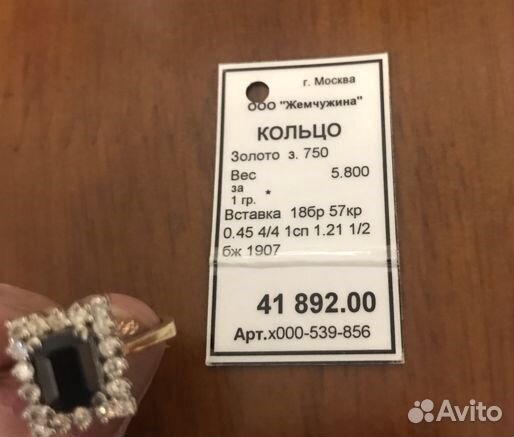 г. Москва
ООО "Жемчужина"
КОЛЬЦО
Золото з. 750
Вес 5.800
за *
1 гр.
Вставка 18бр 57кр
0.45 4/4 1сп 1.21 1/2
бж 1907
41 892.00
Арт.х000-539-856
Avito